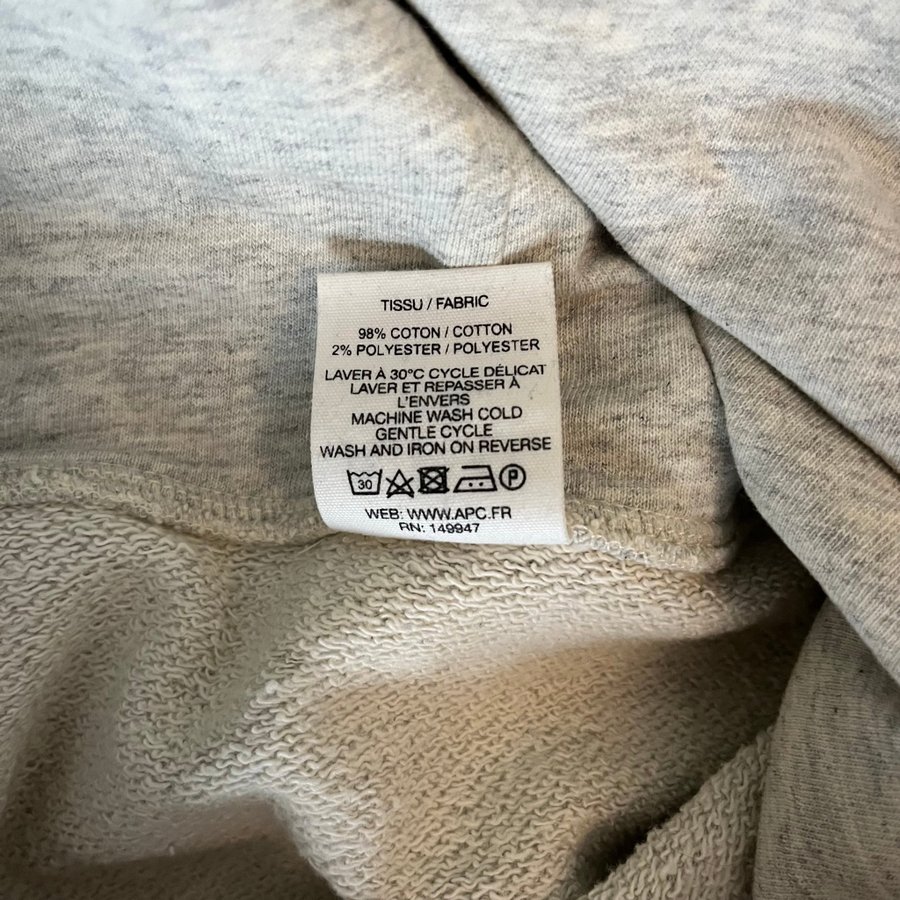 TISSU / FABRIC
98% COTON / COTTON
2% POLYESTER / POLYESTER
LAVER À 30°C CYCLE DÉLICAT
LAVER ET REPASSER À
L'ENVERS
MACHINE WASH COLD
GENTLE CYCLE
WASH AND IRON ON REVERSE
30 P
WEB: WWW.APC.FR
RN: 149947